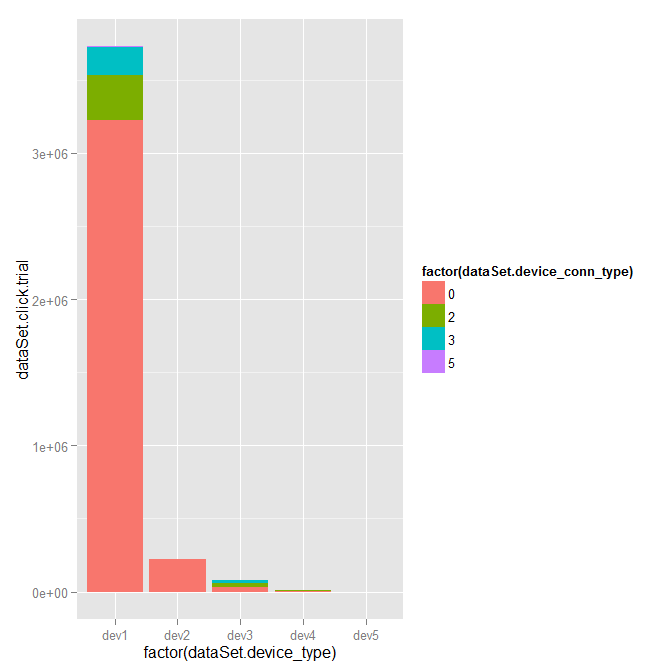 dataSet.click.trial
3e+06
2e+06
1e+06
0e+00
dev1 dev2 dev3 dev4 dev5
factor(dataSet.device_type)
factor(dataSet.device_conn_type)
0
2
3
5